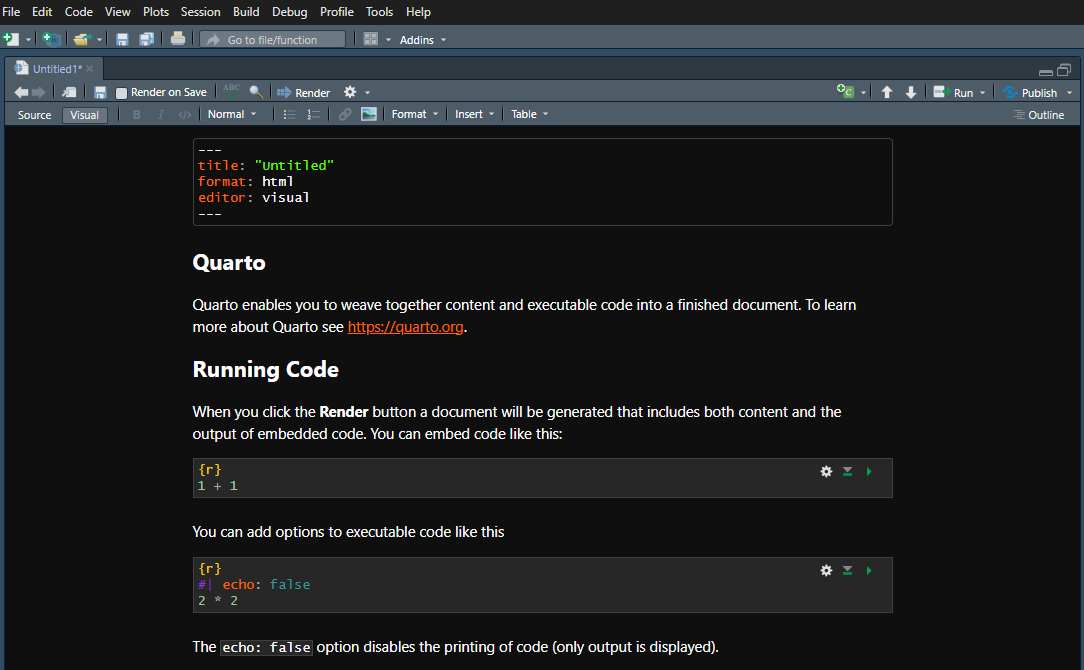 File Edit Code View Plots Session Build Debug Profile Tools Help
Go to file/function Addins
Untitled1*
Render on Save ABC Render Run Publish
Source Visual B I </> Normal Format Insert Table Outline
---
title: "Untitled"
format: html
editor: visual
---
Quarto
Quarto enables you to weave together content and executable code into a finished document. To learn
more about Quarto see https://quarto.org.
Running Code
When you click the Render button a document will be generated that includes both content and the
output of embedded code. You can embed code like this:
{r}
1 + 1
You can add options to executable code like this
{r}
#| echo: false
2 * 2
The echo: false option disables the printing of code (only output is displayed).